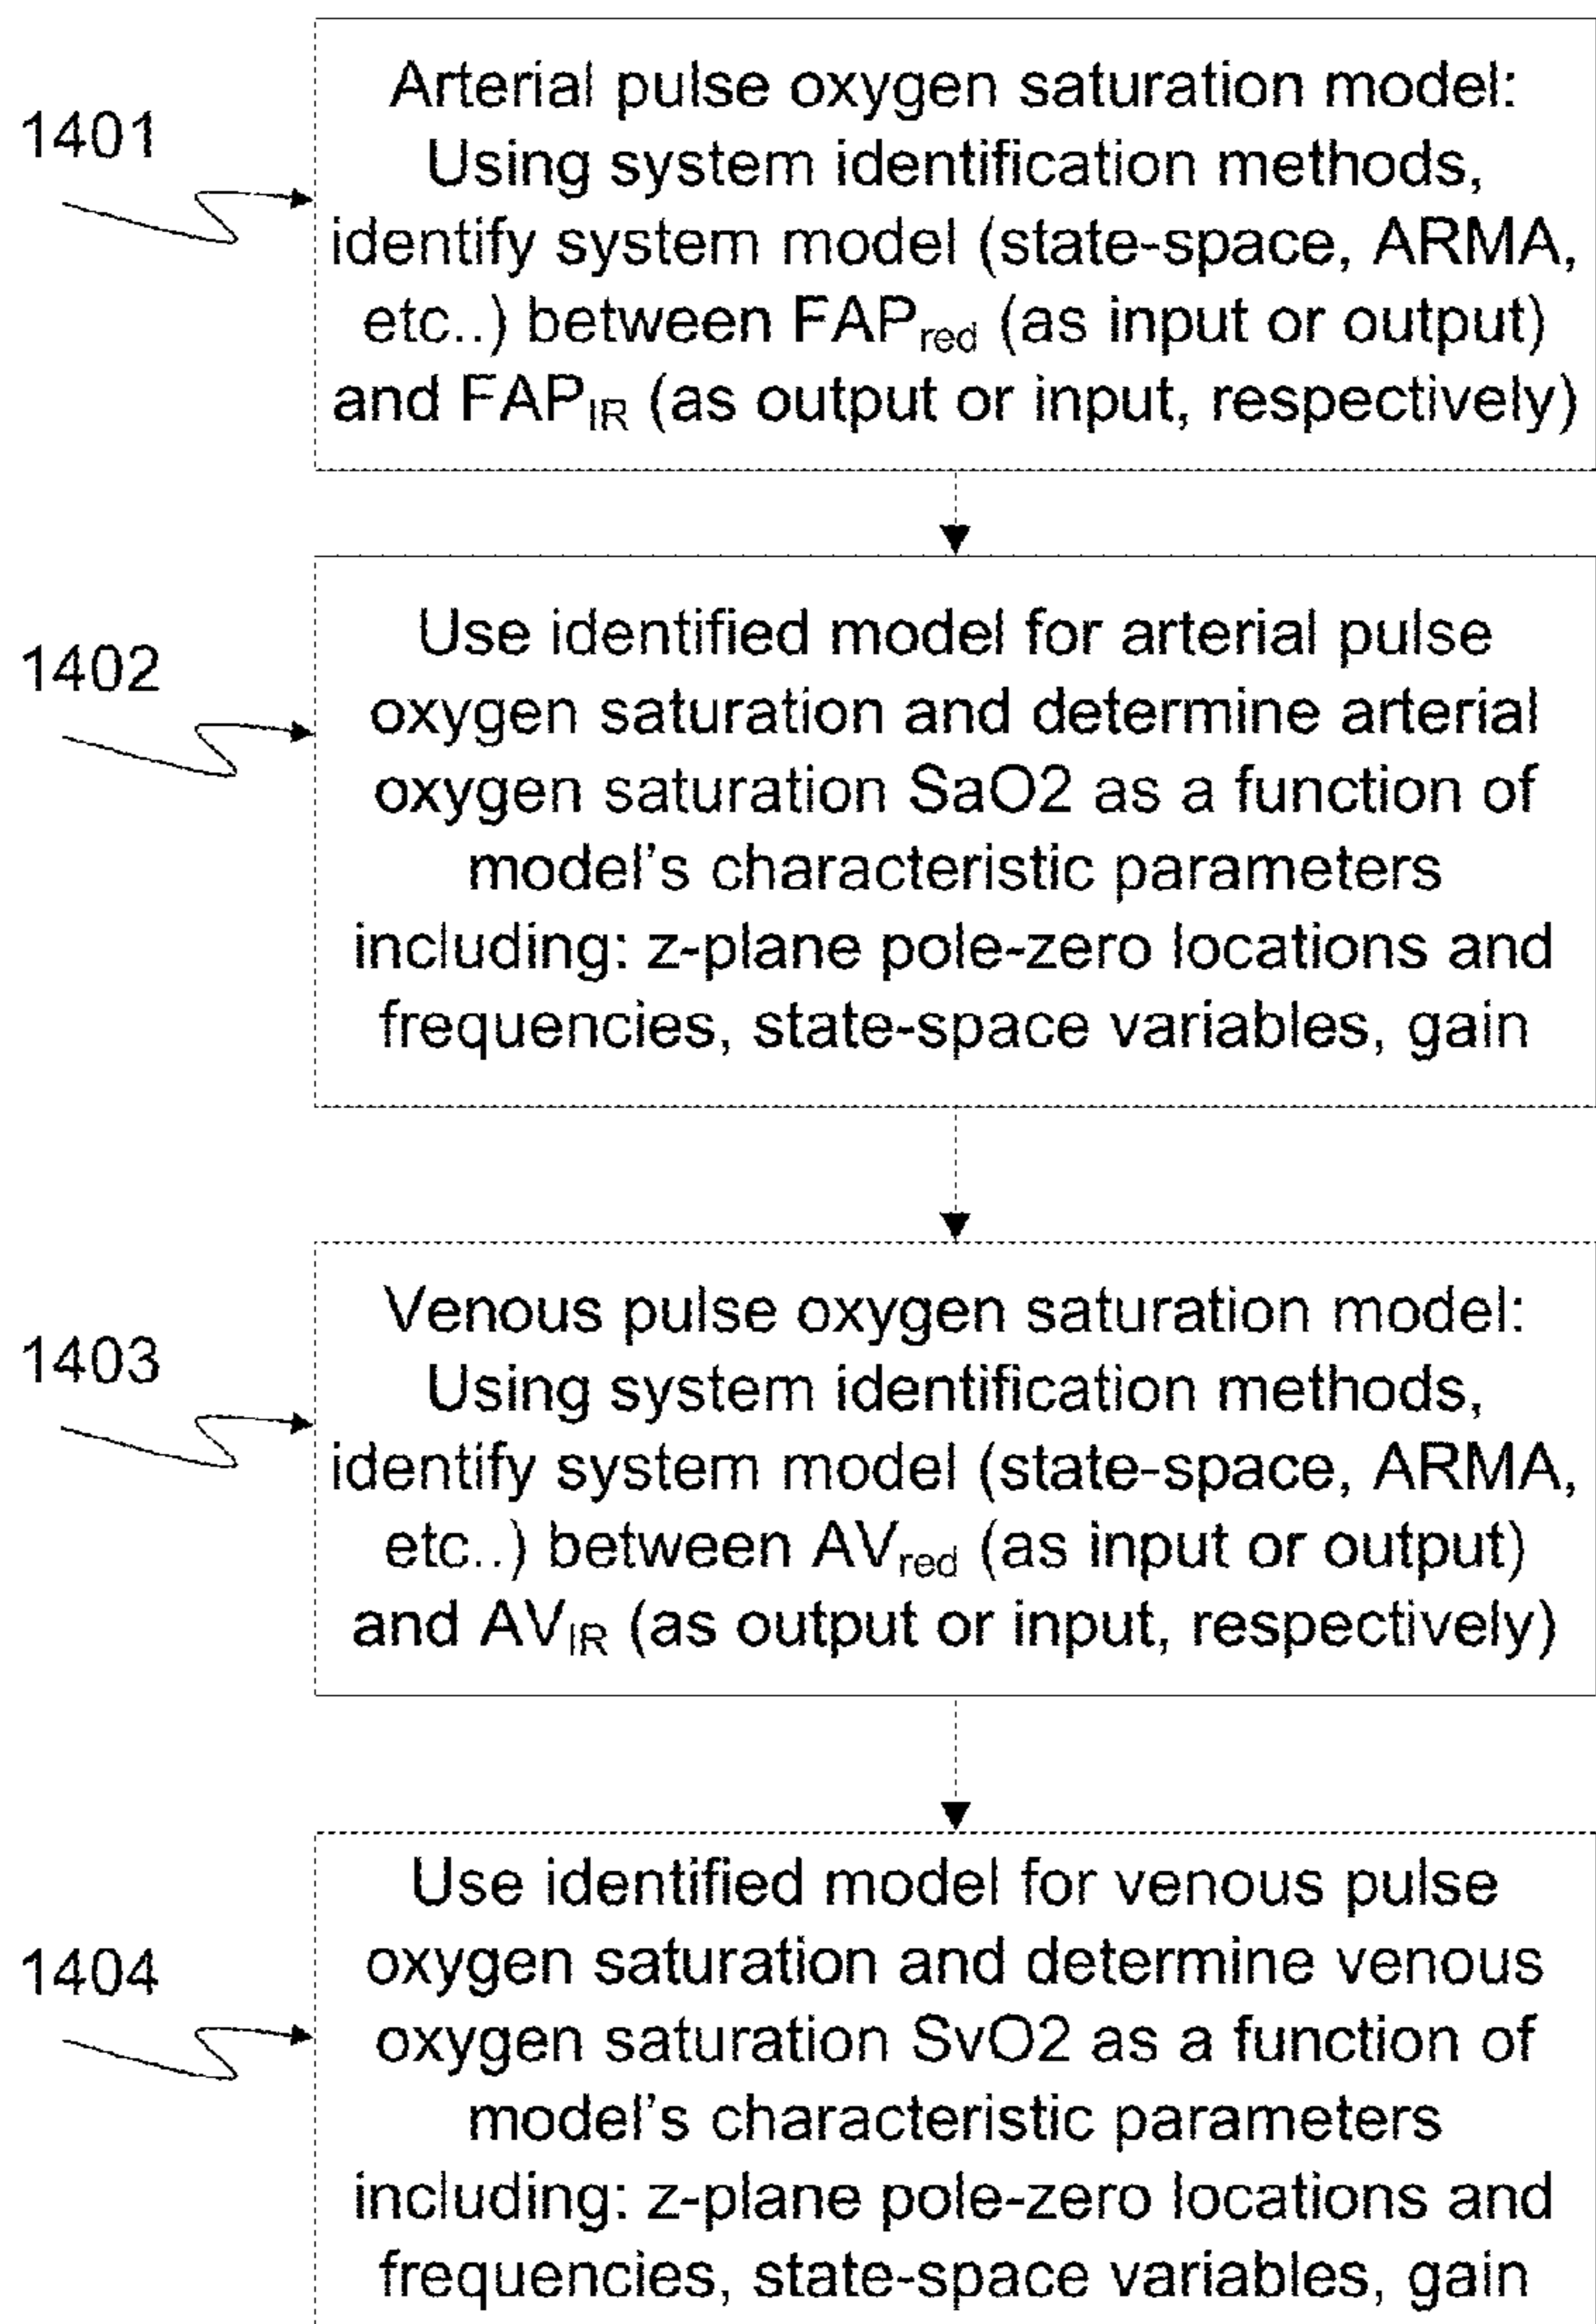 1401
Arterial pulse oxygen saturation model:
Using system identification methods,
identify system model (state-space, ARMA,
etc..) between FAPred (as input or output)
and FAPIR (as output or input, respectively)
1402
Use identified model for arterial pulse
oxygen saturation and determine arterial
oxygen saturation SaO2 as a function of
model's characteristic parameters
including: z-plane pole-zero locations and
frequencies, state-space variables, gain
1403
Venous pulse oxygen saturation model:
Using system identification methods,
identify system model (state-space, ARMA,
etc..) between AVred (as input or output)
and AVIR (as output or input, respectively)
1404
Use identified model for venous pulse
oxygen saturation and determine venous
oxygen saturation SvO2 as a function of
model's characteristic parameters
including: z-plane pole-zero locations and
frequencies, state-space variables, gain